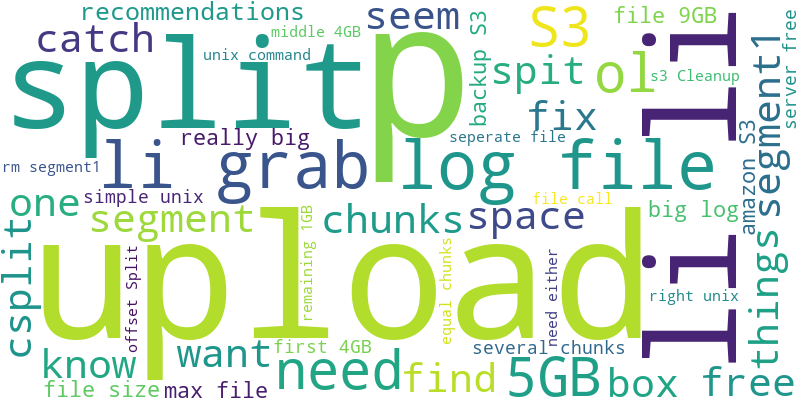 recommendations
middle 4GB
seem
catch
unix command
split
p
backup S3
S3
file 9GB
server free
spit
ol
s3 Cleanup
li
fix
really big
seperate file
rm segment1
li
grab
log file
segment1
amazon S3
one
simple unix
file call
segment
chunks
space
big log
csplit
upload
offset Split
remaining 1GB
equal chunks
need either
li
things
right unix
know
want
first 4GB
several chunks
file size
max file
need
find
5GB
box free